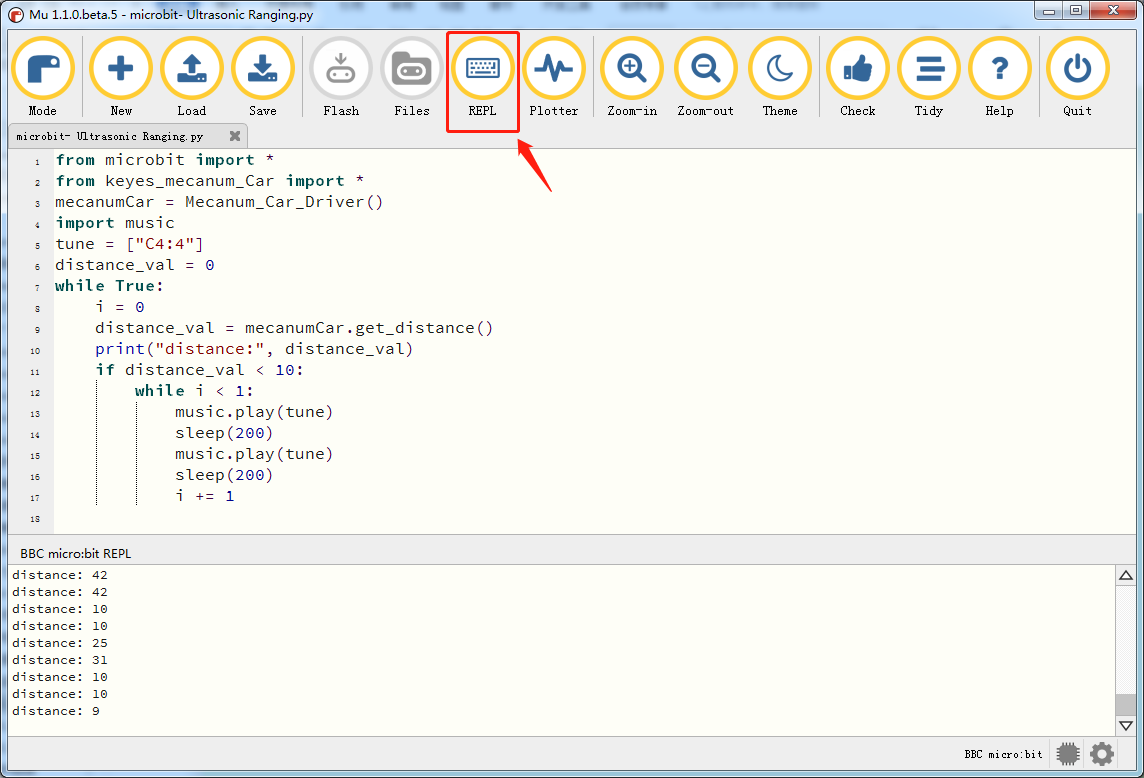 Mu 1.1.0.beta.5 - microbit- Ultrasonic Ranging.py
Mode New Load Save Flash Files REPL Plotter Zoom-in Zoom-out Theme Check Tidy Help Quit
microbit- Ultrasonic Ranging.py
1 from microbit import *
2 from keyes_mecanum_Car import *
3 mecanumCar = Mecanum_Car_Driver()
4 import music
5 tune = ["C4:4"]
6 distance_val = 0
7 while True:
8     i = 0
9     distance_val = mecanumCar.get_distance()
10     print("distance:", distance_val)
11     if distance_val < 10:
12         while i < 1:
13             music.play(tune)
14             sleep(200)
15             music.play(tune)
16             sleep(200)
17             i += 1
18
BBC micro:bit REPL
distance: 42
distance: 42
distance: 10
distance: 10
distance: 25
distance: 31
distance: 10
distance: 10
distance: 9
BBC micro:bit